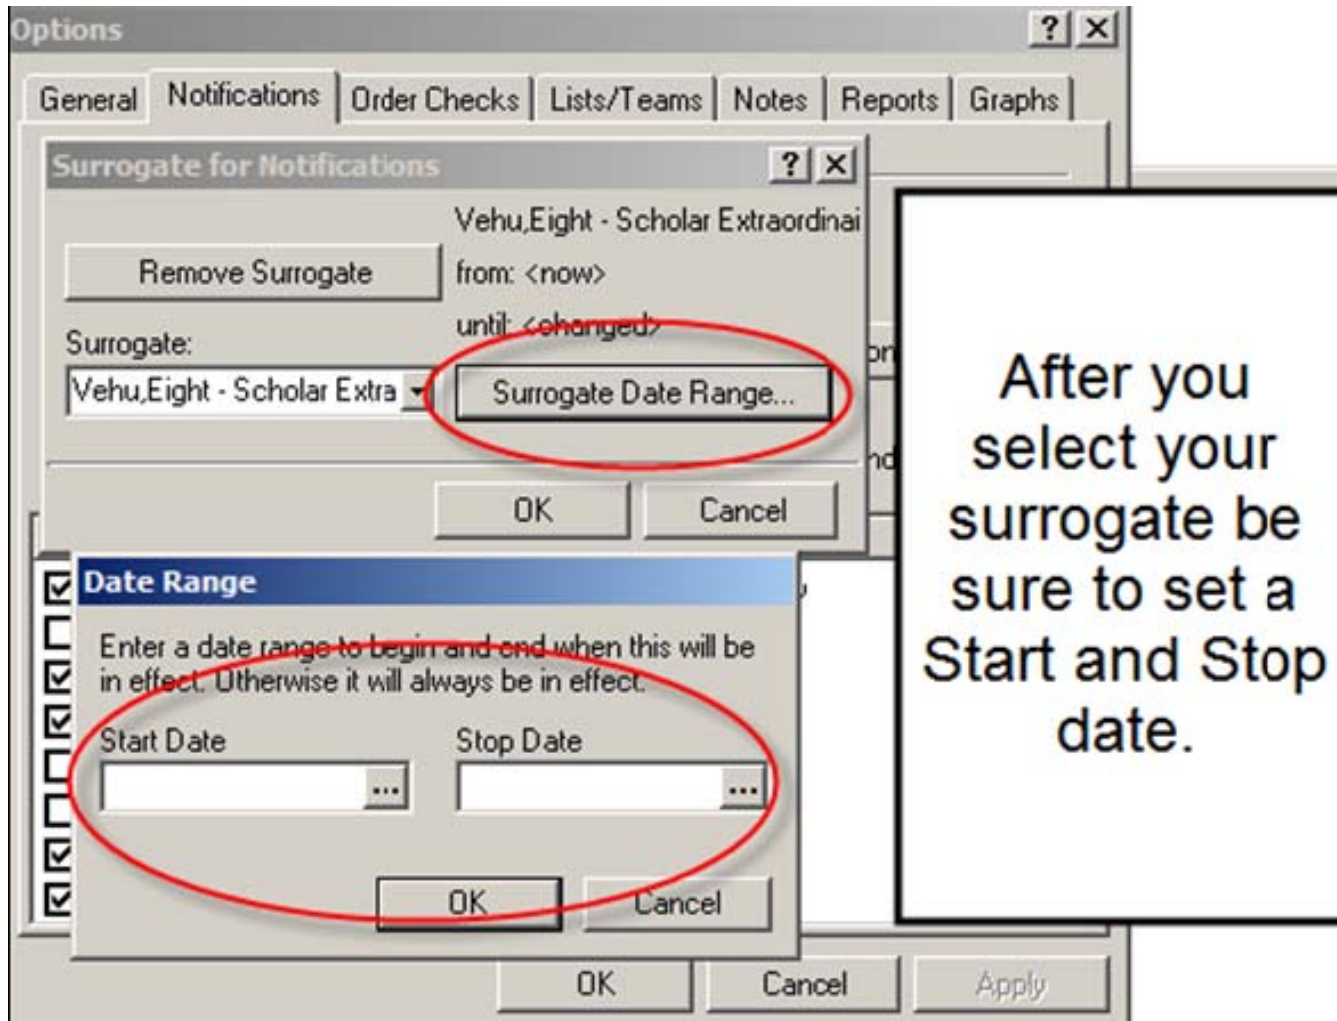 Options
General Notifications Order Checks Lists/Teams Notes Reports Graphs
Surrogate for Notifications
Vehu,Eight - Scholar Extraordinai
Remove Surrogate
from: <now>
until: <changed>
Surrogate:
Vehu,Eight - Scholar Extra
Surrogate Date Range...
OK Cancel
Date Range
Enter a date range to begin and end when this will be
in effect. Otherwise it will always be in effect.
Start Date Stop Date
OK Cancel
OK Cancel Apply
After you
select your
surrogate be
sure to set a
Start and Stop
date.